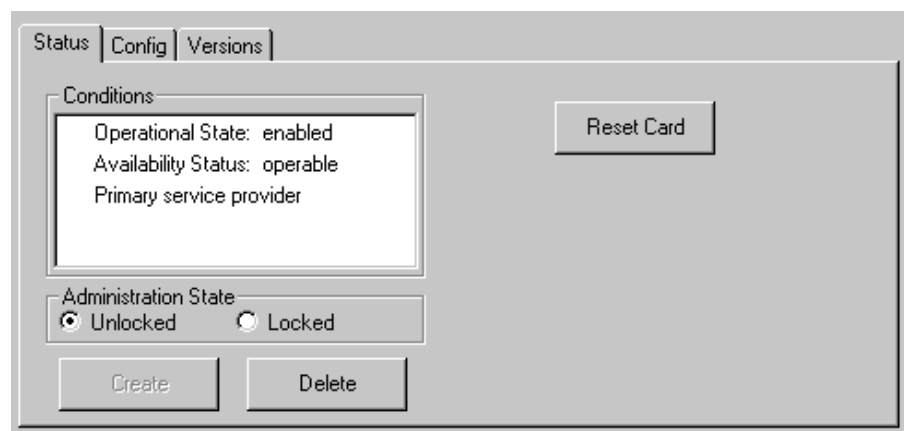 Status Config Versions
Conditions
Operational State: enabled
Availability Status: operable
Primary service provider
Reset Card
Administration State
Unlocked Locked
Create Delete